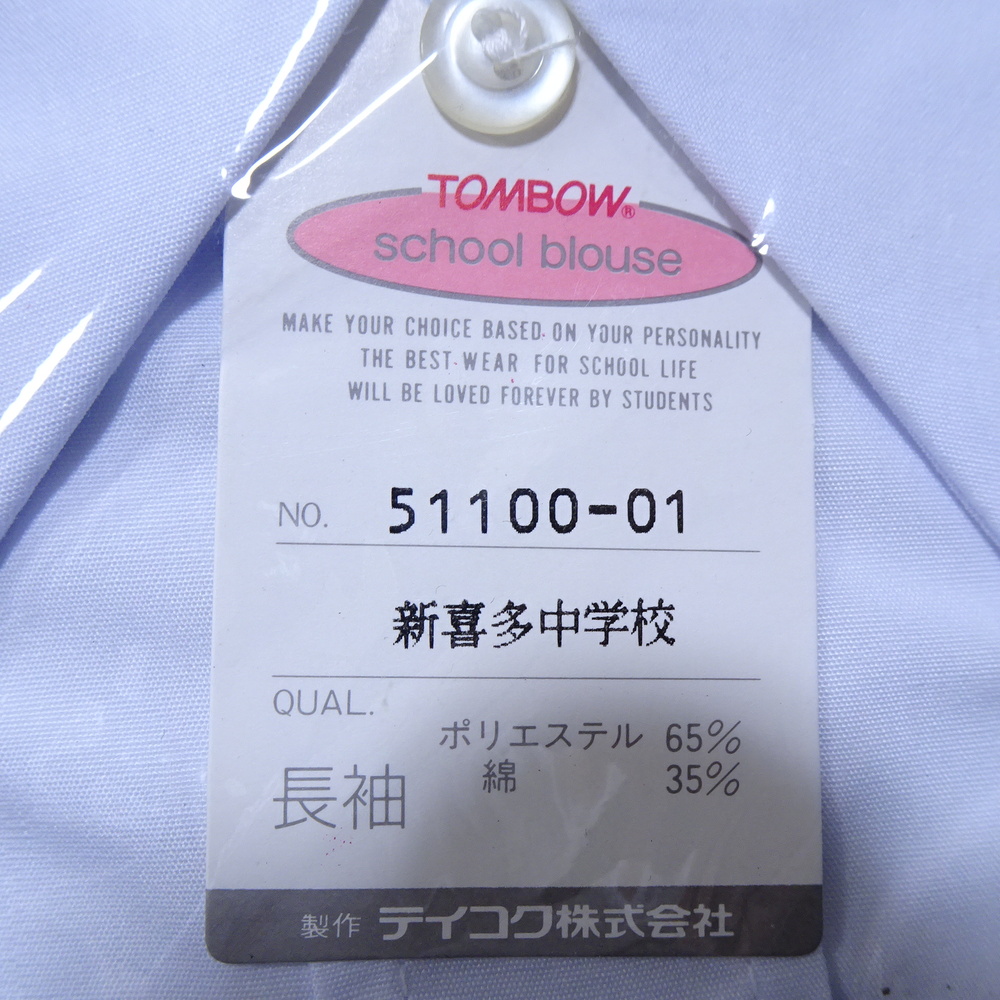 TOMBOW®
school blouse
MAKE YOUR CHOICE BASED ON YOUR PERSONALITY
THE BEST WEAR FOR SCHOOL LIFE
WILL BE LOVED FOREVER BY STUDENTS
NO. 51100-01
新喜多中学校
QUAL.
ポリエステル 65%
綿 35%
長袖
製作 テイコク株式会社